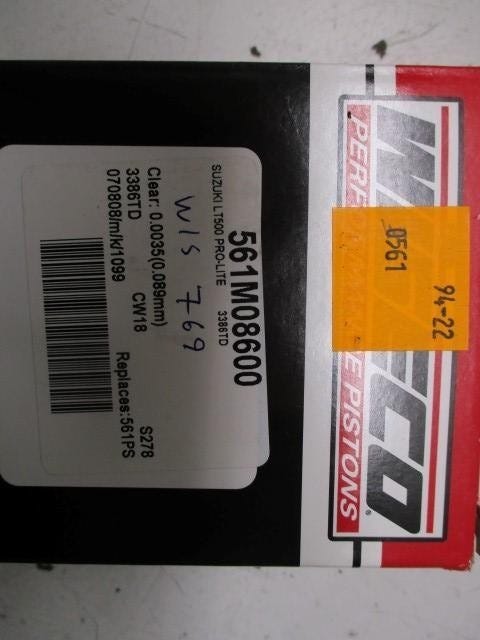 WISECO®
PERFORMANCE PISTONS
94-22
0561
561M08600
SUZUKI LT500 PRO-LITE 3386TD
WIS 769
Clear: 0.0035(0.089mm)
3386TD CW18 S278
070808/m/k/1099 Replaces:561PS